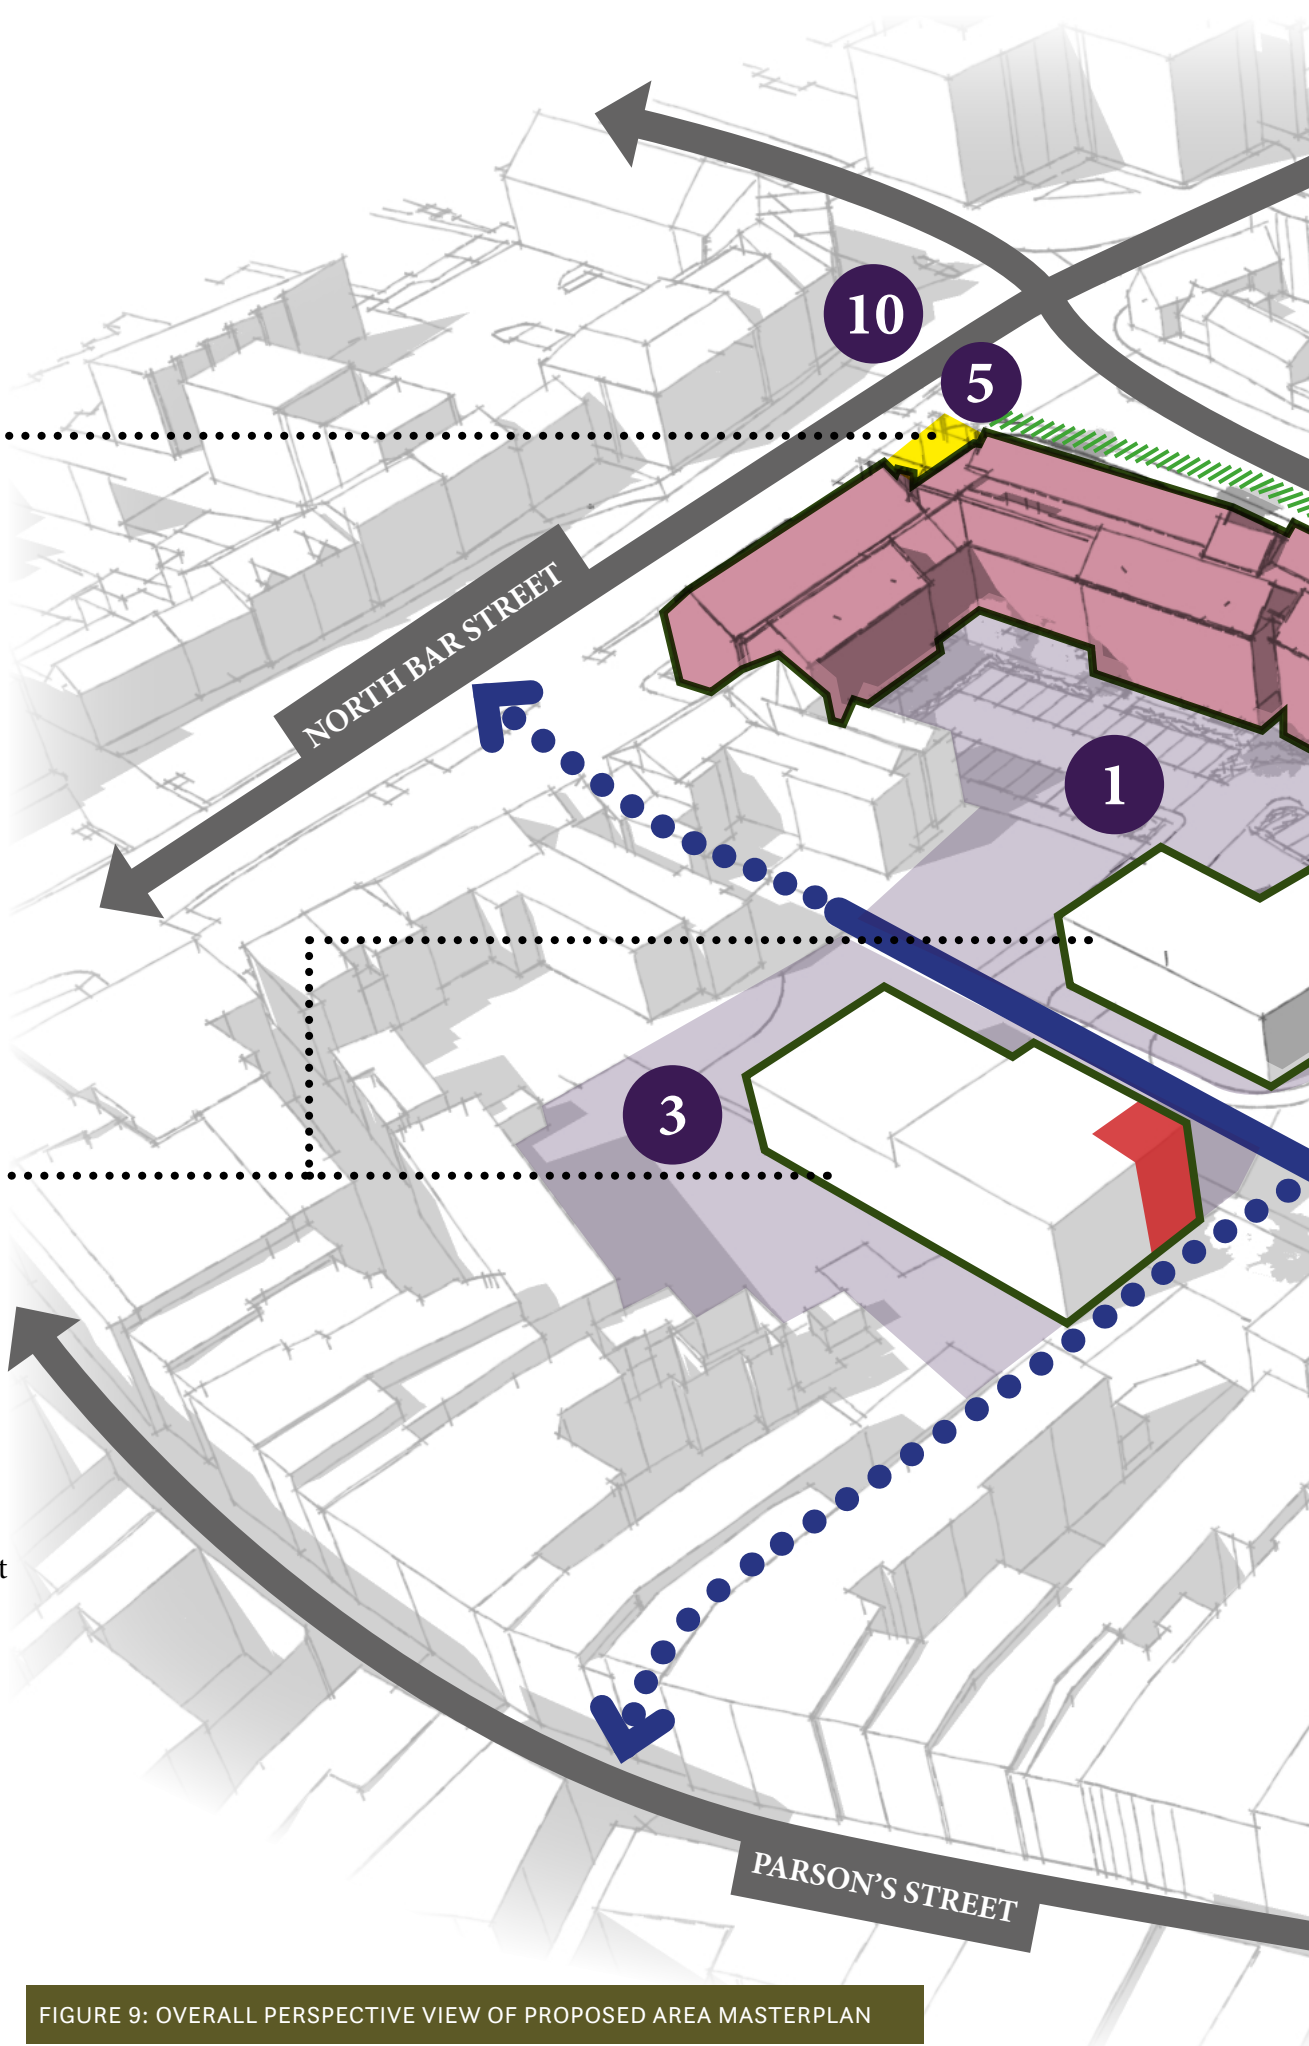 10
5
NORTH BAR STREET
1
3
t
PARSON'S STREET
FIGURE 9: OVERALL PERSPECTIVE VIEW OF PROPOSED AREA MASTERPLAN